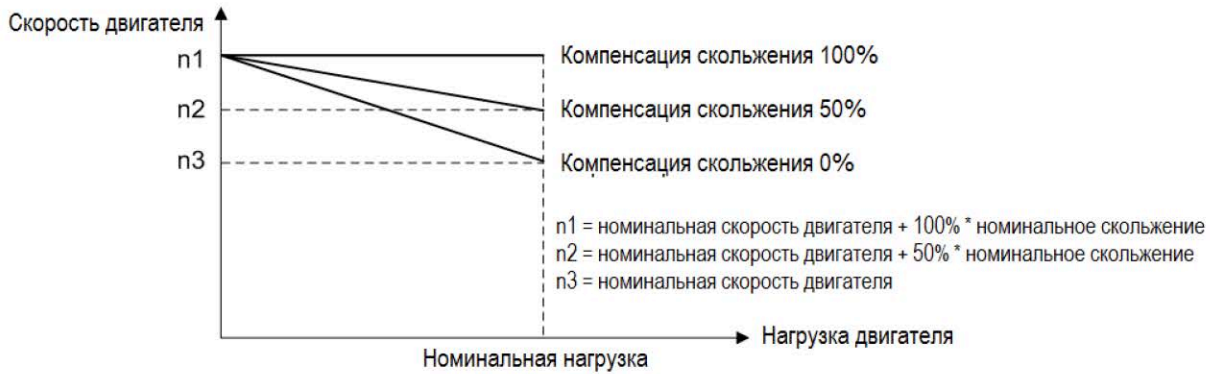 Скорость двигателя
n1
Компенсация скольжения 100%
n2
Компенсация скольжения 50%
n3
Компенсация скольжения 0%
n1 = номинальная скорость двигателя + 100% * номинальное скольжение
n2 = номинальная скорость двигателя + 50% * номинальное скольжение
n3 = номинальная скорость двигателя
Нагрузка двигателя
Номинальная нагрузка